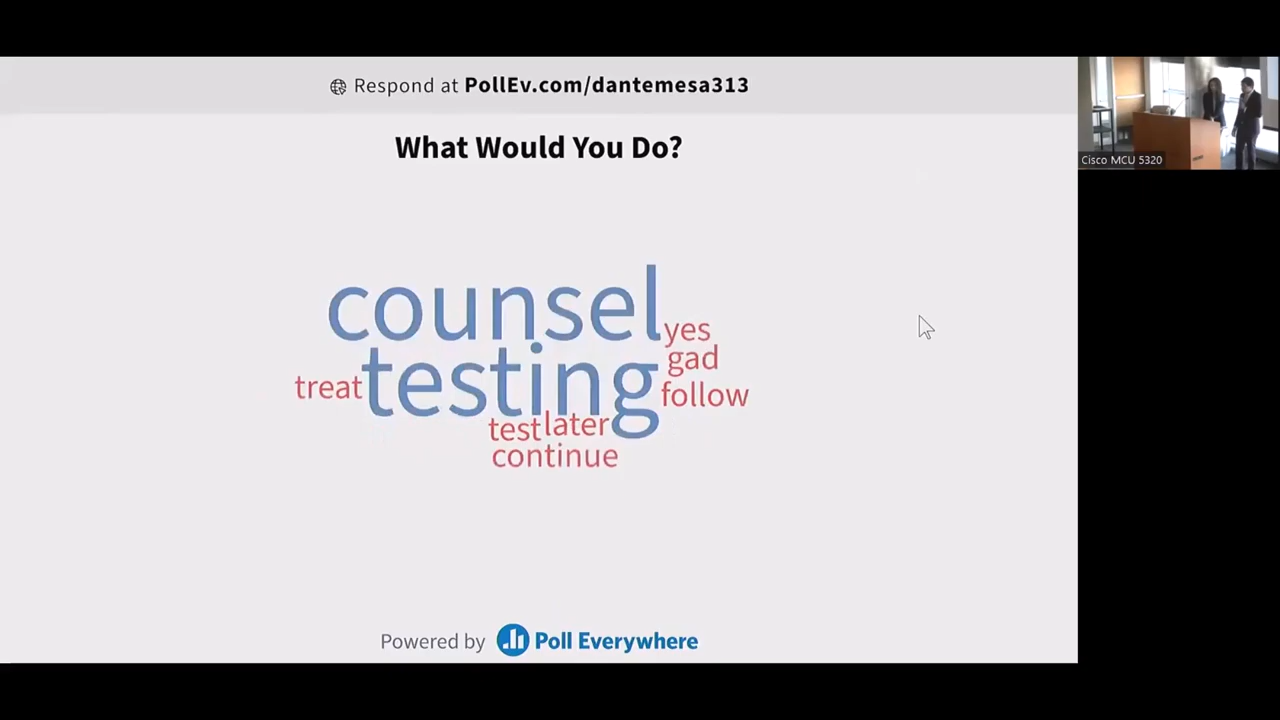 Respond at PollEv.com/dantemesa313
What Would You Do?
counsel
yes
gad
treat
testing
follow
test
later
continue
Powered by Poll Everywhere
Cisco MCU 5320